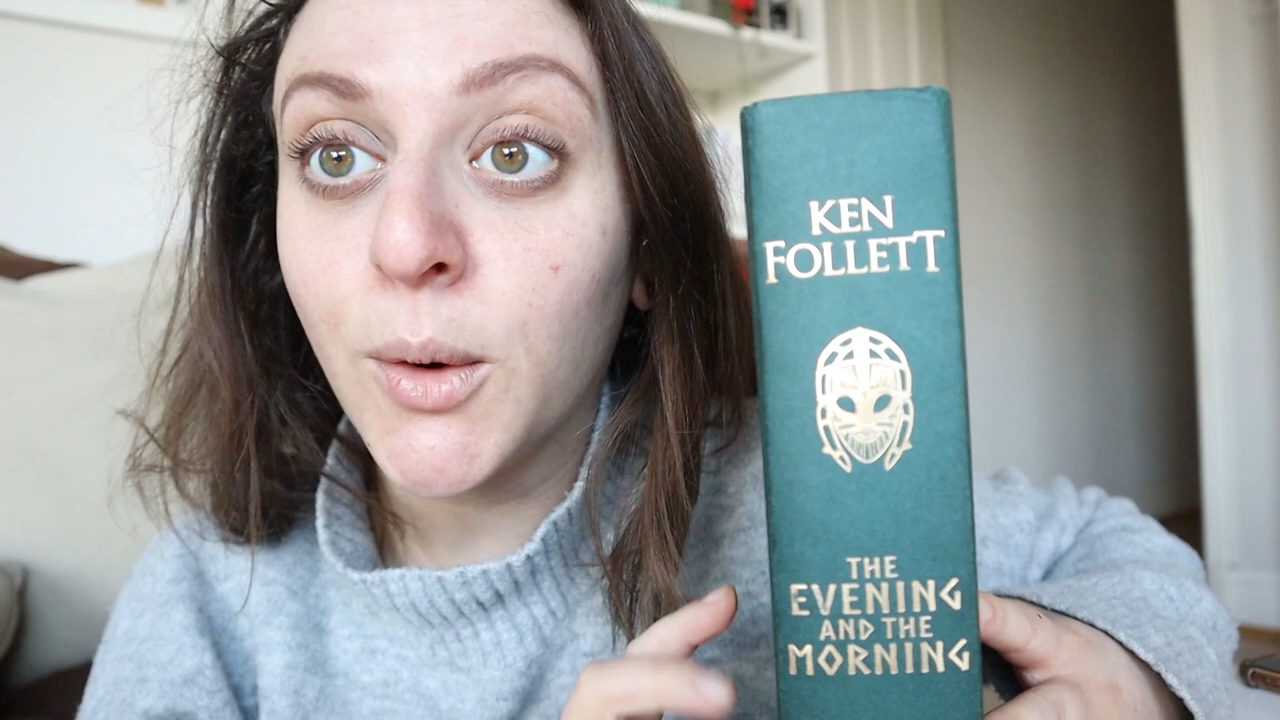 KEN
FOLLETT
THE
EVENING
AND THE
MORNING